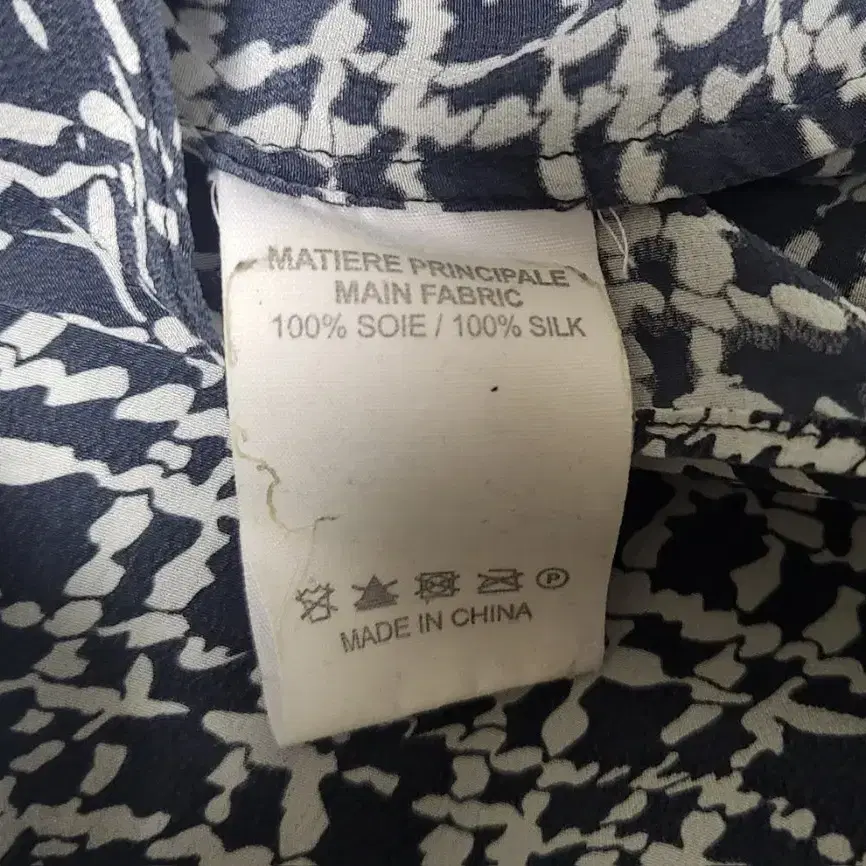 MATIERE PRINCIPALE
MAIN FABRIC
100% SOIE / 100% SILK
P
MADE IN CHINA